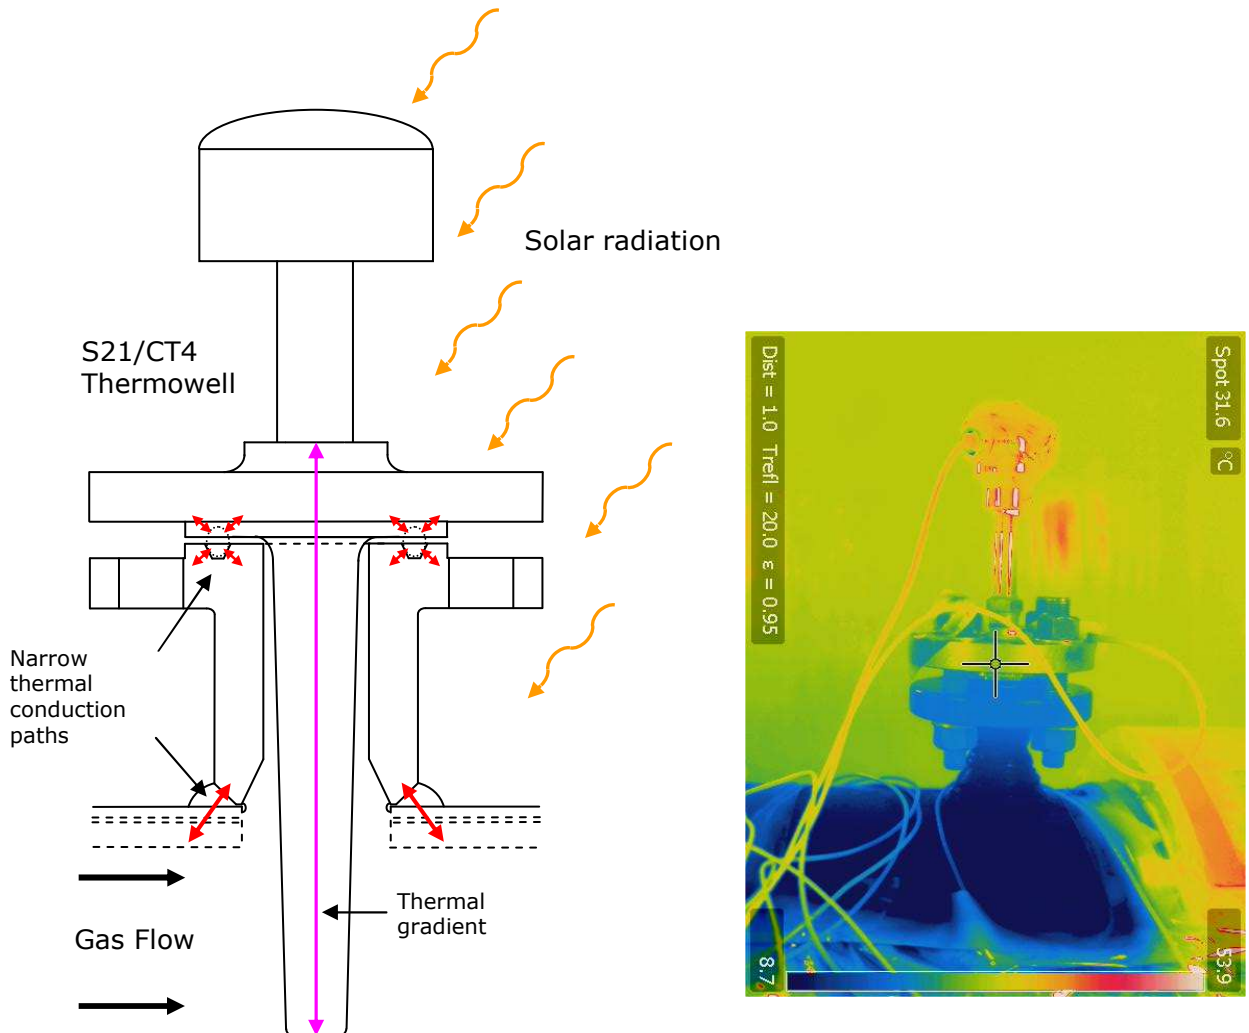 Solar radiation
S21/CT4
Thermowell
Narrow
thermal
conduction
paths
Thermal
gradient
Gas Flow
Spot 31.6 °C
Dist = 1.0 Trefl = 20.0 ε = 0.95
8.7
53.9